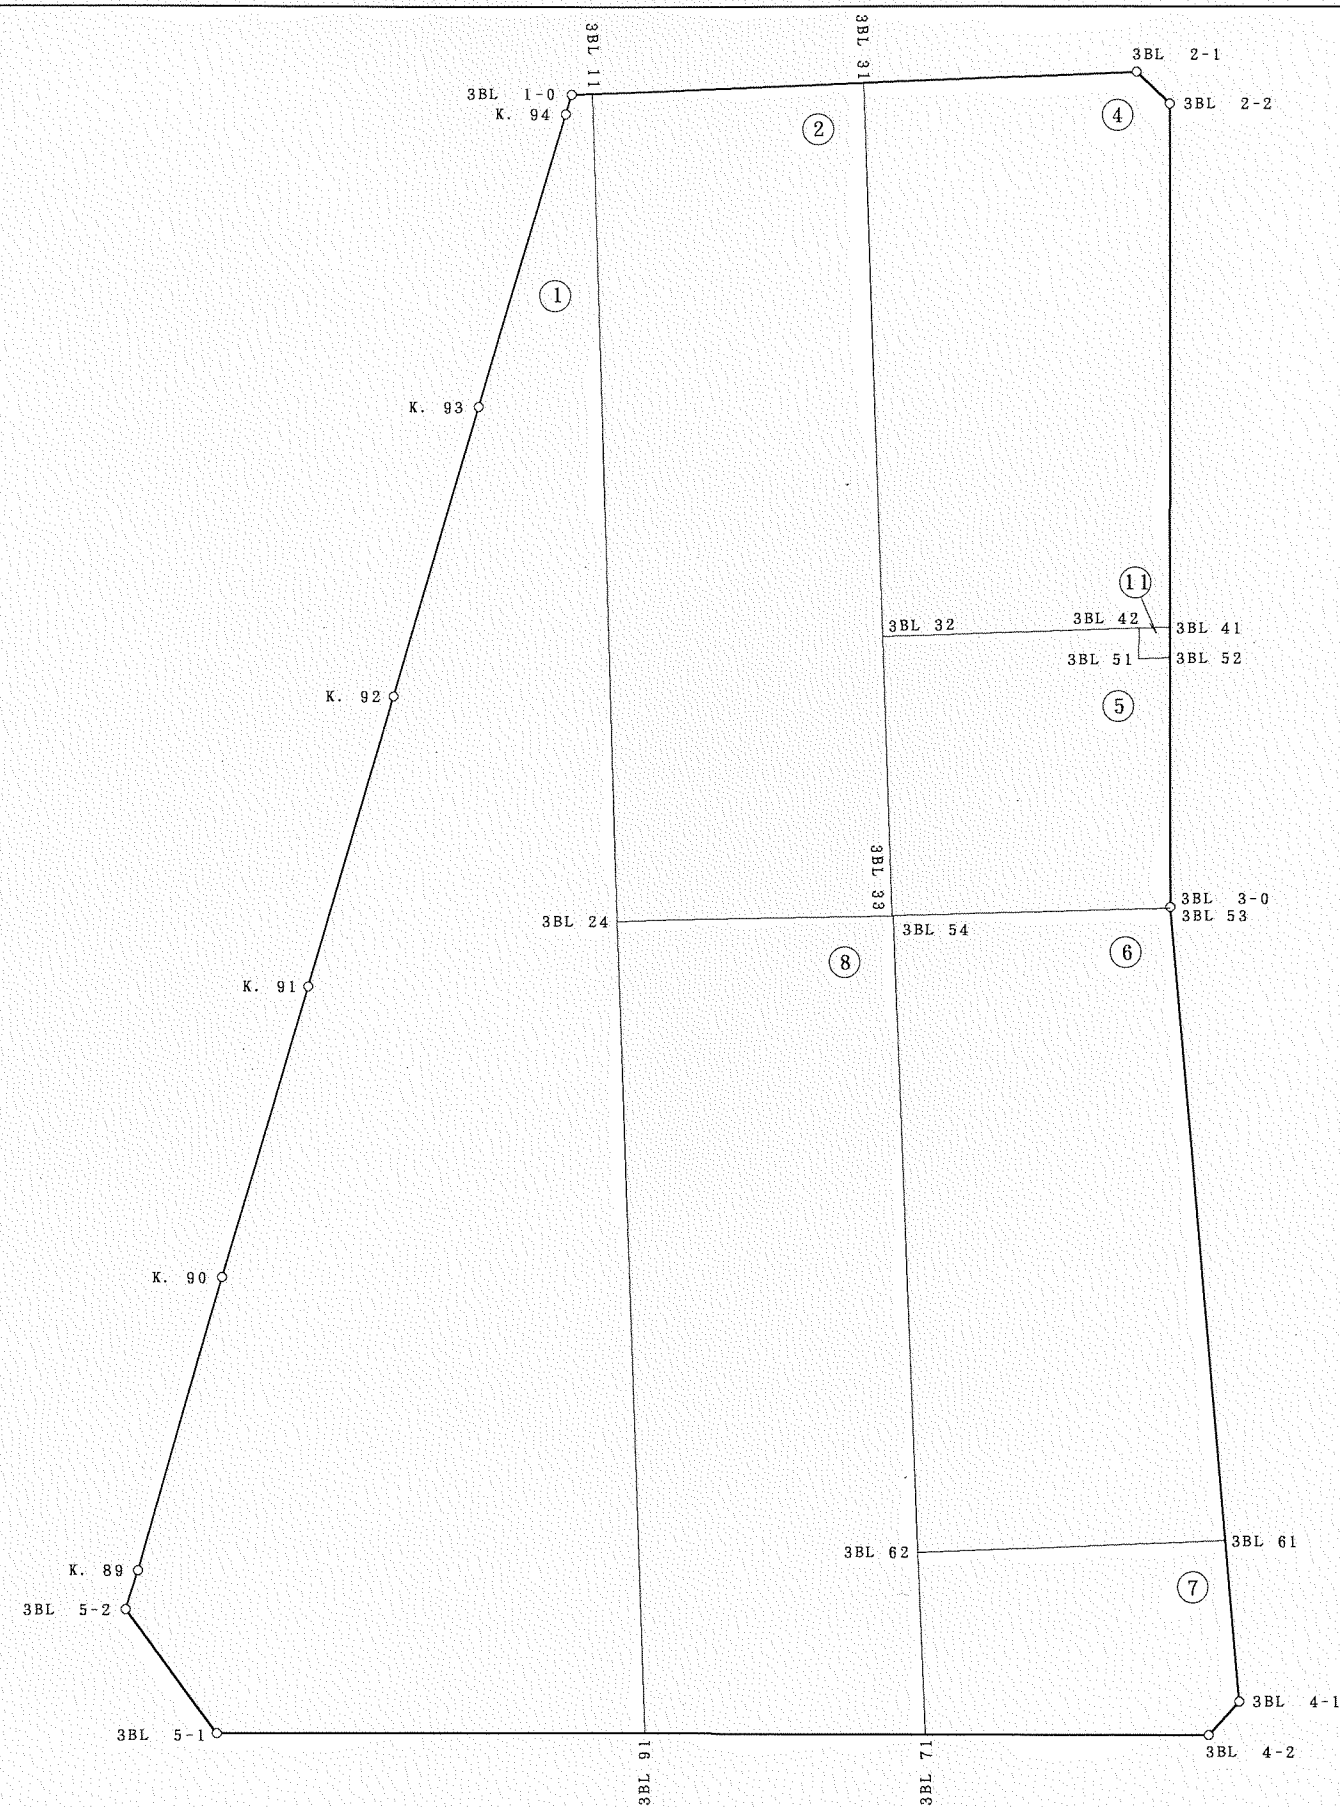 3BL 11
3BL 31
3BL 2-1
3BL 1-0
K. 94
3BL 2-2
②
④
①
K. 93
⑪
3BL 32
3BL 42
3BL 41
3BL 51
3BL 52
K. 92
⑤
3BL 33
3BL 24
3BL 3-0
3BL 53
3BL 54
⑧
⑥
K. 91
K. 90
3BL 62
3BL 61
K. 89
⑦
3BL 5-2
3BL 4-1
3BL 5-1
3BL 4-2
3BL 91
3BL 71